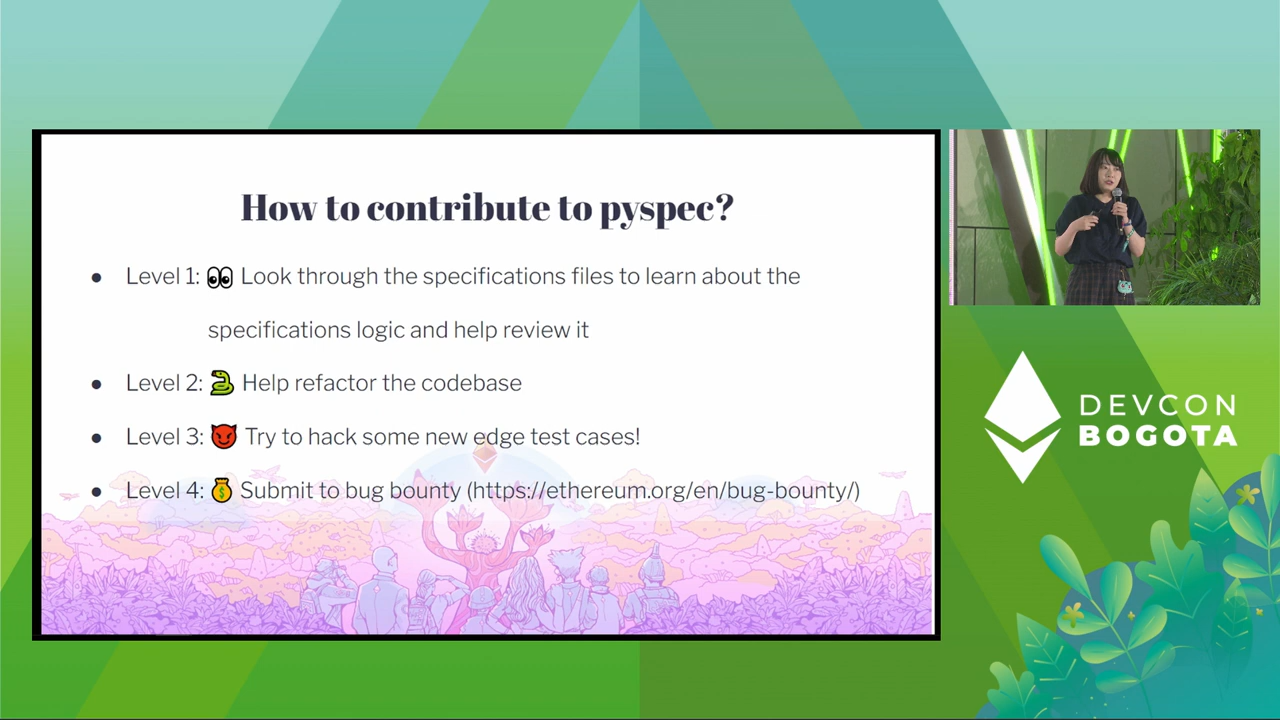 How to contribute to pyspec?
● Level 1: 👀 Look through the specifications files to learn about the
specifications logic and help review it
● Level 2: 🐍 Help refactor the codebase
● Level 3: 😈 Try to hack some new edge test cases!
● Level 4: 💰 Submit to bug bounty (https://ethereum.org/en/bug-bounty/)
DEVCON
BOGOTA